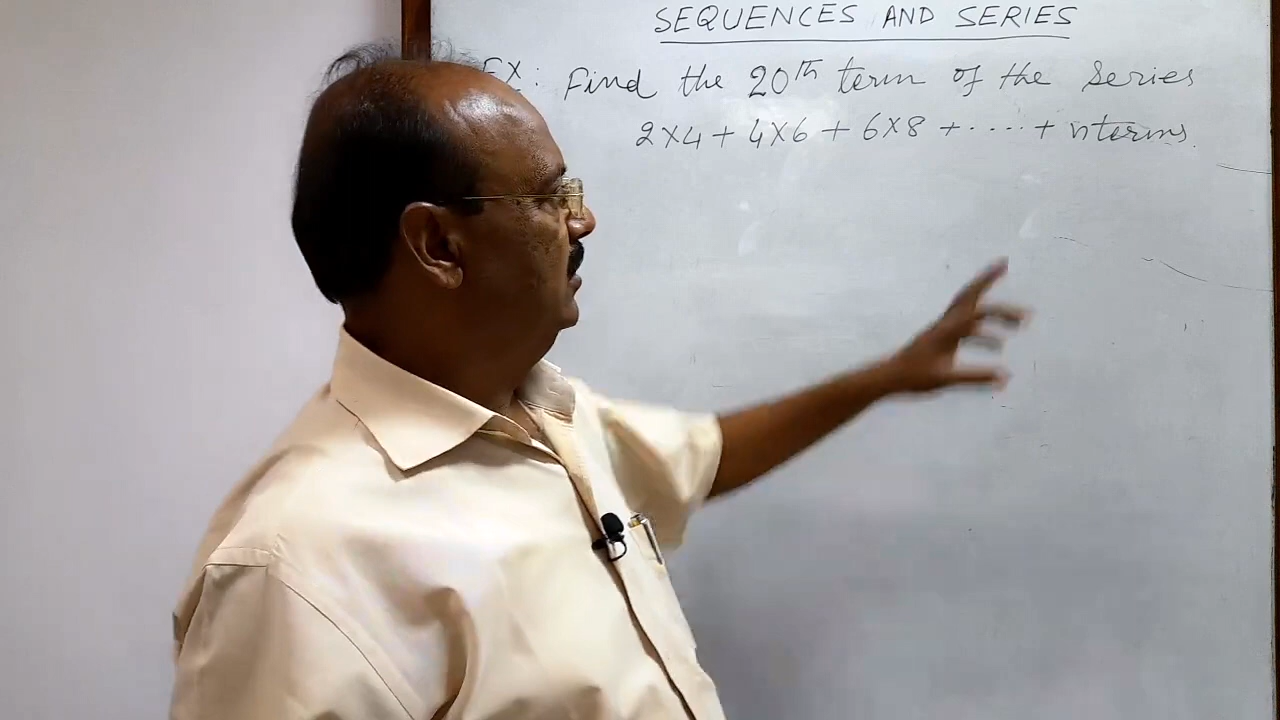 SEQUENCES AND SERIES
EX: Find the 20th term of the series
2×4 + 4×6 + 6×8 + ..... + n terms.